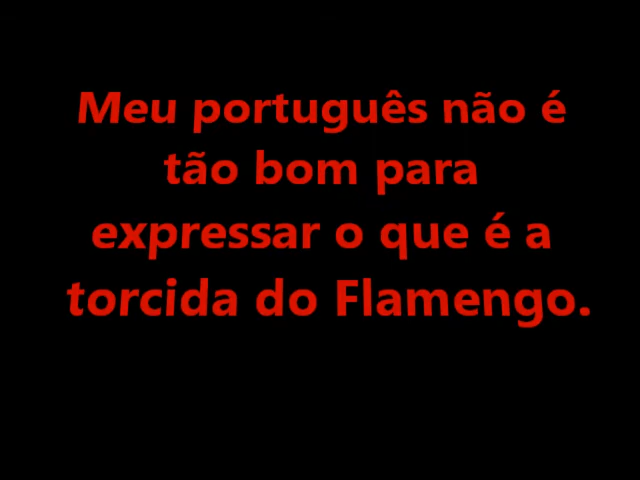 Meu português não é
tão bom para
expressar o que é a
torcida do Flamengo.